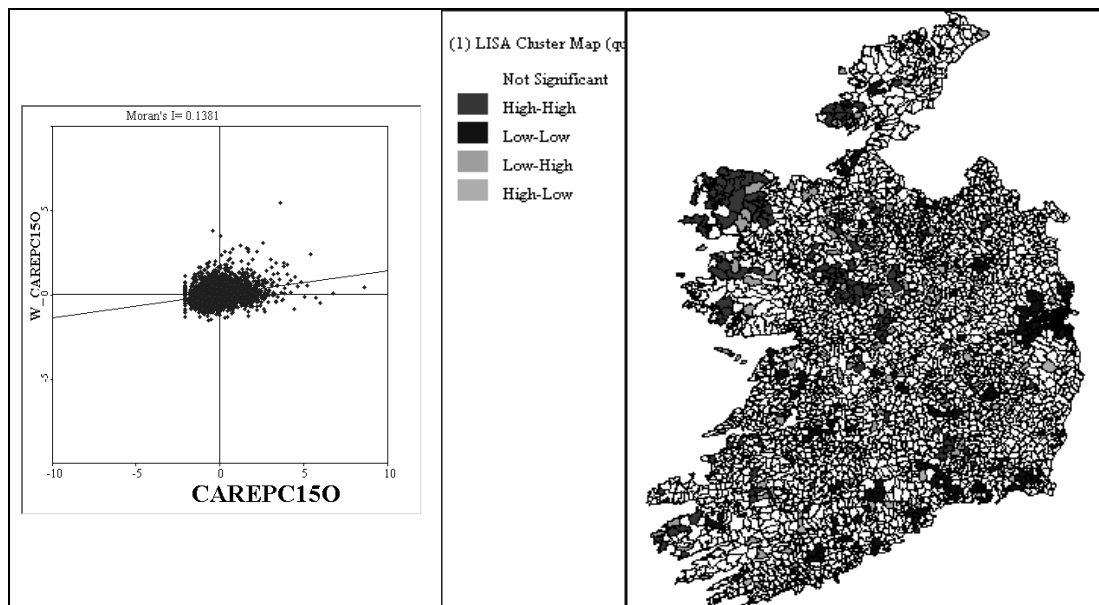 Moran's I= 0.1381
W_CAREPC15O
5
0
-5
-10
-5
0
5
10
CAREPC15O
(1) LISA Cluster Map (qu
Not Significant
High-High
Low-Low
Low-High
High-Low